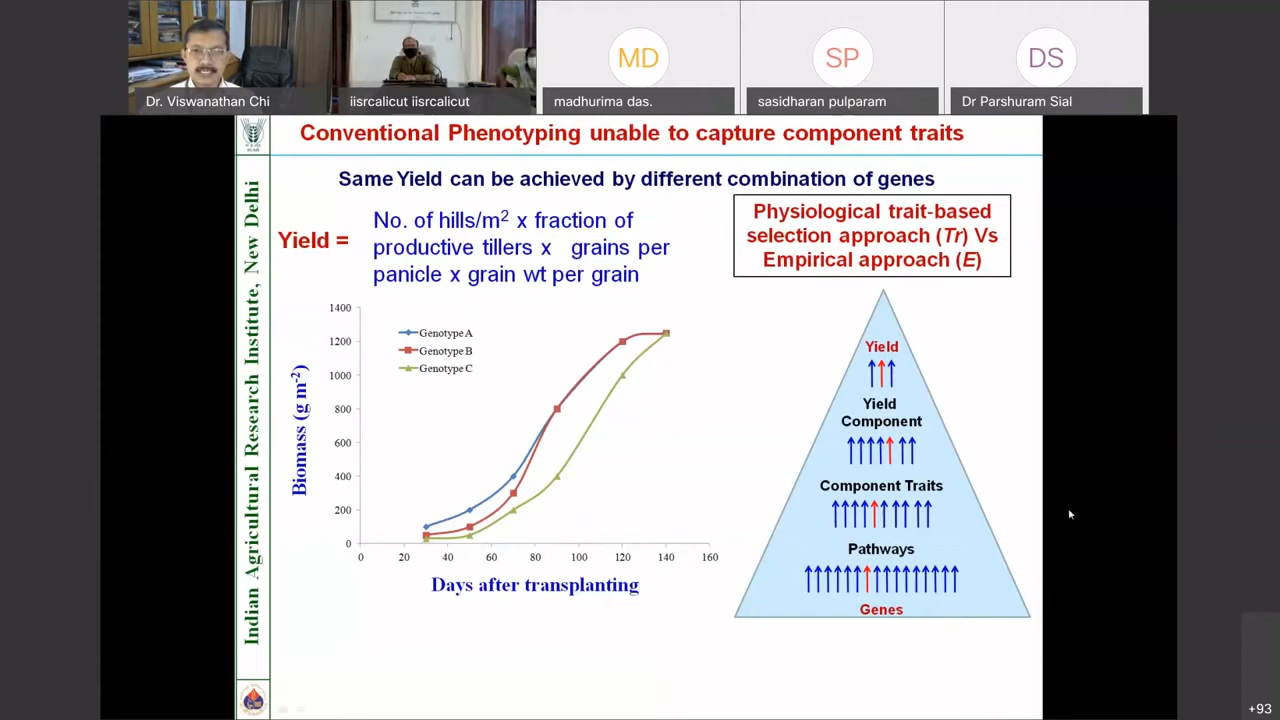 MD
SP
DS
Dr. Viswanathan Chi
iisrcalicut iisrcalicut
madhurima das.
sasidharan pulparam
Dr Parshuram Sial
Conventional Phenotyping unable to capture component traits
Same Yield can be achieved by different combination of genes
Yield =
No. of hills/m² x fraction of
productive tillers x grains per
panicle x grain wt per grain
Physiological trait-based
selection approach (Tr) Vs
Empirical approach (E)
Indian Agricultural Research Institute, New Delhi
Biomass (g m⁻²)
1400
1200
1000
800
600
400
200
0
Genotype A
Genotype B
Genotype C
0 20 40 60 80 100 120 140 160
Days after transplanting
Yield
Yield
Component
Component Traits
Pathways
Genes
+93